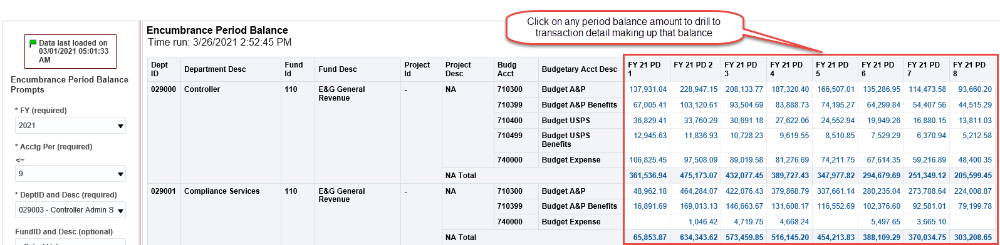 Click on any period balance amount to drill to
transaction detail making up that balance
Data last loaded on
03/01/2021 05:01:33
AM
Encumbrance Period Balance
Prompts
* FY (required)
2021
* Acctg Per (required)
<=
9
* DeptID and Desc (required)
029003 - Controller Admin S
FundID and Desc (optional)
Encumbrance Period Balance
Time run: 3/26/2021 2:52:45 PM
Dept ID Department Desc Fund Id Fund Desc Project Id Project Desc Budg Acct Budgetary Acct Desc FY 21 PD 1 FY 21 PD 2 FY 21 PD 3 FY 21 PD 4 FY 21 PD 5 FY 21 PD 6 FY 21 PD 7 FY 21 PD 8
029000 Controller 110 E&G General Revenue - NA 710300 Budget A&P 137,931.04 228,947.15 208,133.77 187,320.40 166,507.01 135,286.95 114,473.58 93,660.20
710399 Budget A&P Benefits 67,005.41 103,120.61 93,504.69 83,888.73 74,195.27 64,299.84 54,407.56 44,515.29
710400 Budget USPS 36,829.41 33,760.29 30,691.18 27,622.06 24,552.94 19,949.26 16,880.15 13,811.03
710499 Budget USPS Benefits 12,945.63 11,836.93 10,728.23 9,619.55 8,510.85 7,529.29 6,370.94 5,212.58
740000 Budget Expense 106,825.45 97,508.09 89,019.58 81,276.69 74,211.75 67,614.35 59,216.89 48,400.35
NA Total 361,536.94 475,173.07 432,077.45 389,727.43 347,977.82 294,679.69 251,349.12 205,599.45
029001 Compliance Services 110 E&G General Revenue - NA 710300 Budget A&P 48,962.18 464,284.07 422,076.43 379,868.79 337,661.14 280,235.04 273,788.64 224,008.87
710399 Budget A&P Benefits 16,891.69 169,013.13 146,663.67 131,608.17 116,552.69 102,376.60 92,581.01 79,199.78
740000 Budget Expense 1,046.42 4,719.75 4,668.24 5,497.65 3,665.10
NA Total 65,853.87 634,343.62 573,459.85 516,145.20 454,213.83 388,109.29 370,034.75 303,208.65